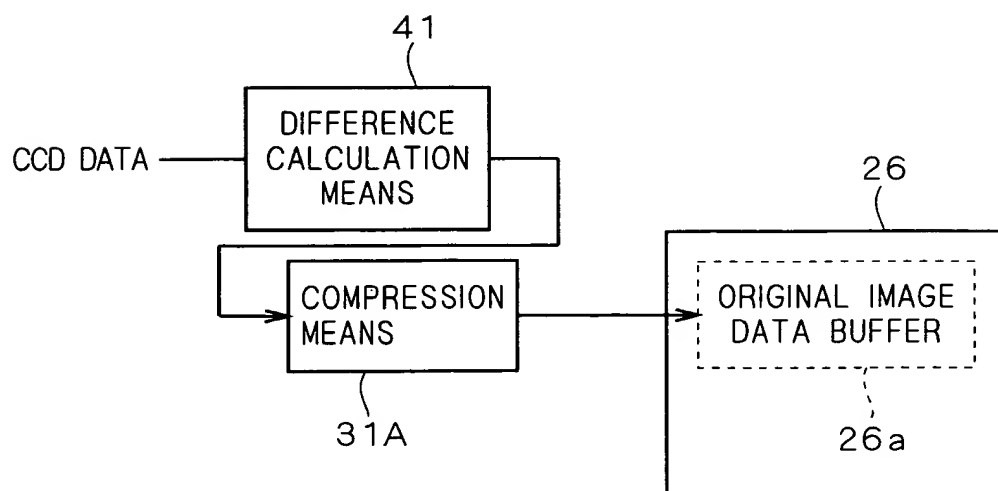 41
DIFFERENCE
CALCULATION
MEANS
CCD DATA
26
COMPRESSION
MEANS
ORIGINAL IMAGE
DATA BUFFER
31A
26a